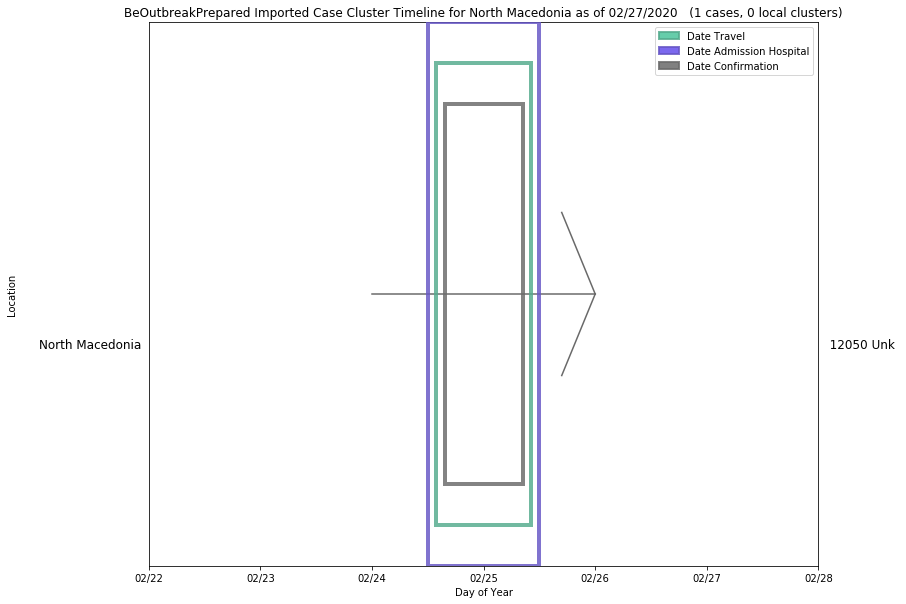 BeOutbreakPrepared Imported Case Cluster Timeline for North Macedonia as of 02/27/2020   (1 cases, 0 local clusters)
Date Travel
Date Admission Hospital
Date Confirmation
Location
North Macedonia
12050 Unk
02/22 02/23 02/24 02/25 02/26 02/27 02/28
Day of Year